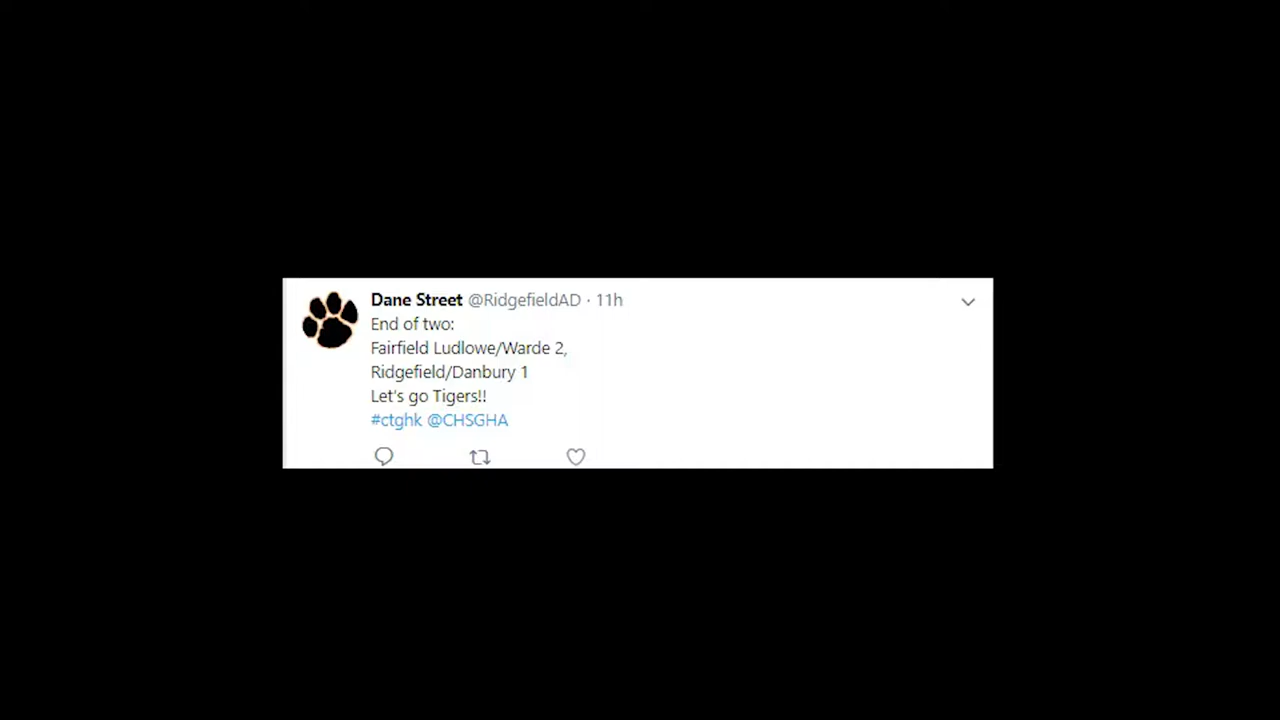 Dane Street @RidgefieldAD · 11h
End of two:
Fairfield Ludlowe/Warde 2,
Ridgefield/Danbury 1
Let's go Tigers!!
#ctghk @CHSGHA